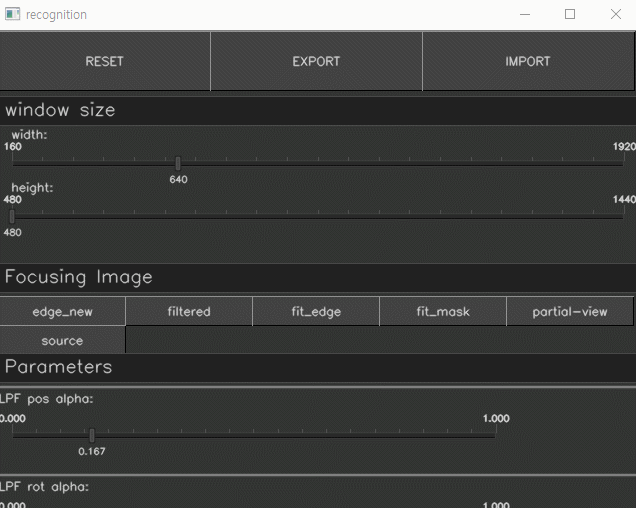 recognition
RESET EXPORT IMPORT
window size
width:
160 1920
640
height:
480 1440
480
Focusing Image
edge_new filtered fit_edge fit_mask partial-view
source
Parameters
LPF pos alpha:
0.000 1.000
0.167
LPF rot alpha:
0.000 1.000